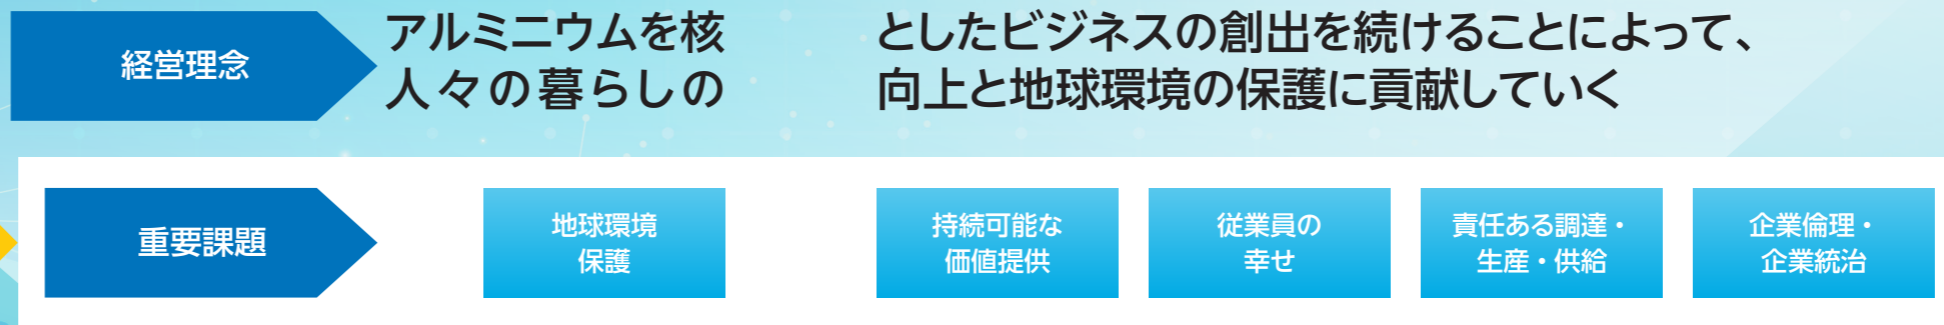 経営理念
アルミニウムを核としたビジネスの創出を続けることによって、
人々の暮らしの向上と地球環境の保護に貢献していく
重要課題
地球環境
保護
持続可能な
価値提供
従業員の
幸せ
責任ある調達・
生産・供給
企業倫理・
企業統治